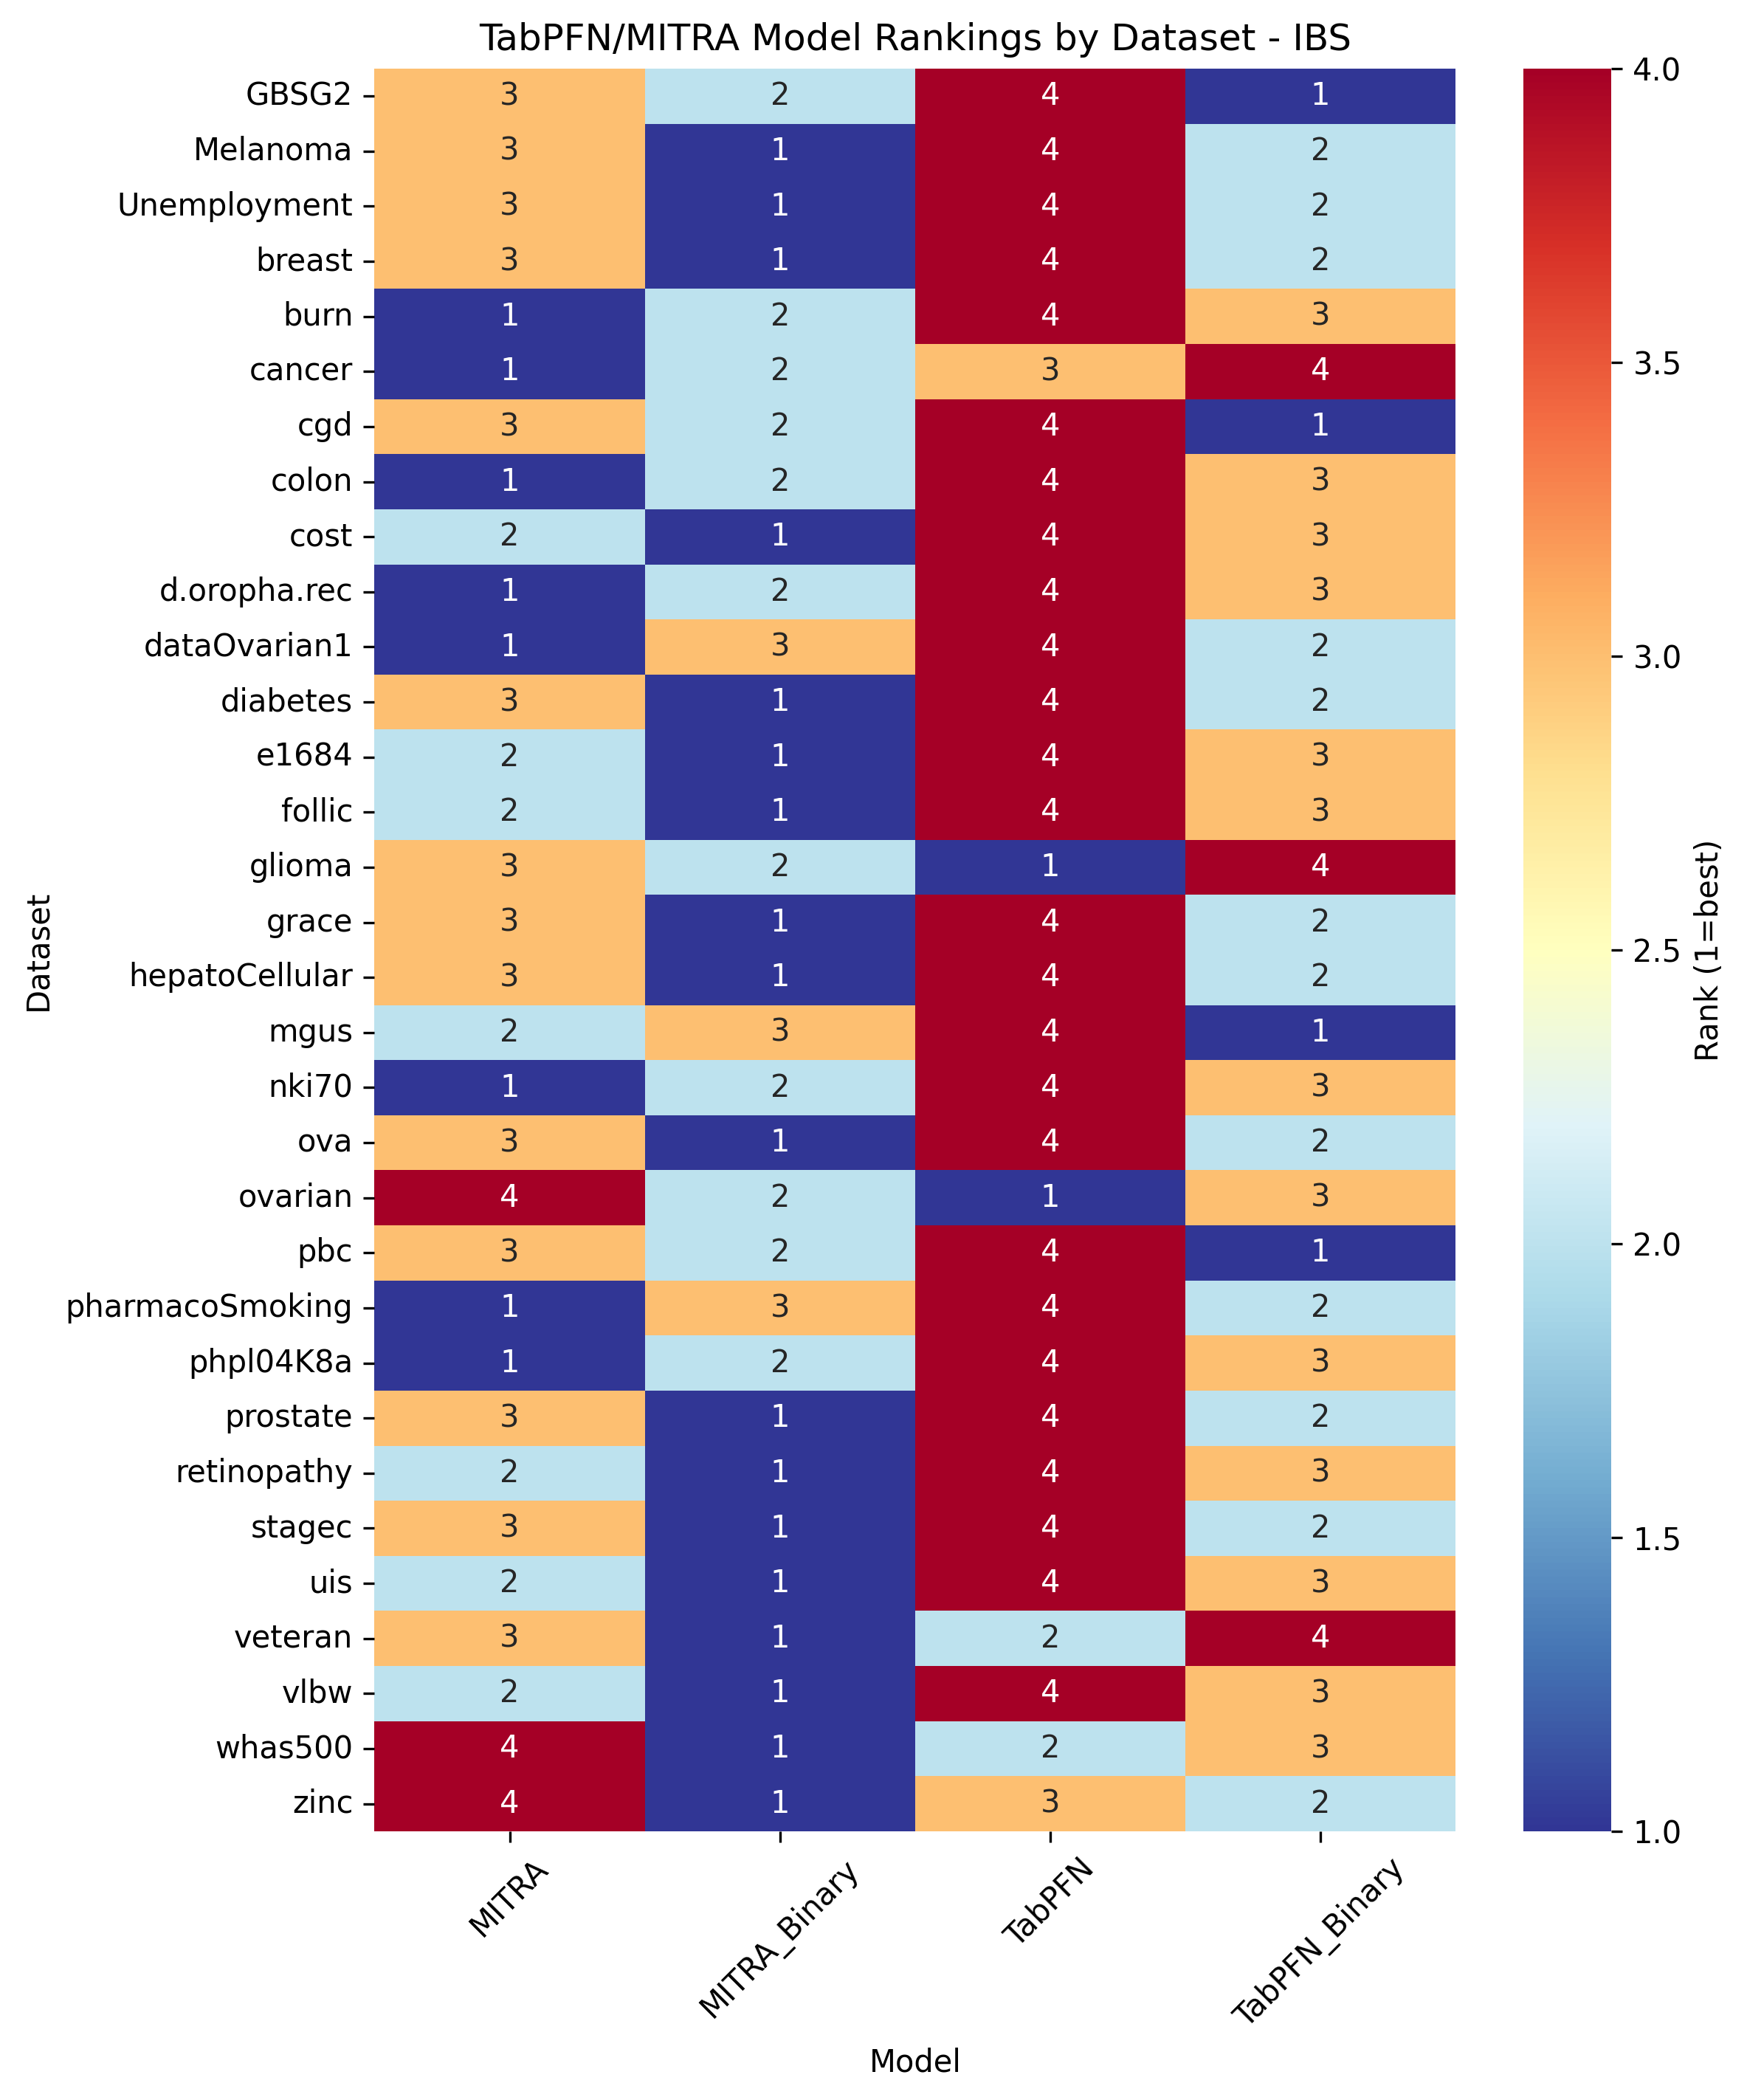 TabPFN/MITRA Model Rankings by Dataset - IBS
GBSG2 3 2 4 1
Melanoma 3 1 4 2
Unemployment 3 1 4 2
breast 3 1 4 2
burn 1 2 4 3
cancer 1 2 3 4
cgd 3 2 4 1
colon 1 2 4 3
cost 2 1 4 3
d.oropha.rec 1 2 4 3
dataOvarian1 1 3 4 2
diabetes 3 1 4 2
e1684 2 1 4 3
follic 2 1 4 3
glioma 3 2 1 4
grace 3 1 4 2
hepatoCellular 3 1 4 2
mgus 2 3 4 1
nki70 1 2 4 3
ova 3 1 4 2
ovarian 4 2 1 3
pbc 3 2 4 1
pharmacoSmoking 1 3 4 2
phpl04K8a 1 2 4 3
prostate 3 1 4 2
retinopathy 2 1 4 3
stagec 3 1 4 2
uis 2 1 4 3
veteran 3 1 2 4
vlbw 2 1 4 3
whas500 4 1 2 3
zinc 4 1 3 2
Dataset
MITRA
MITRA_Binary
TabPFN
TabPFN_Binary
Model
4.0
3.5
3.0
2.5
2.0
1.5
1.0
Rank (1=best)